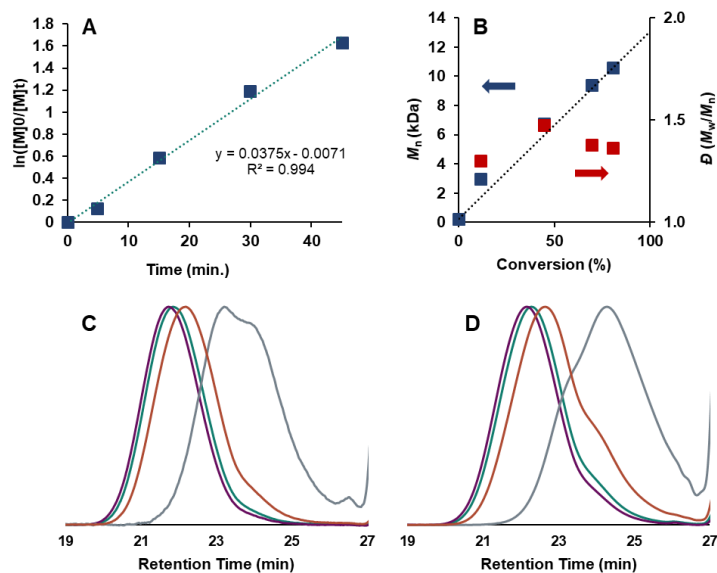 A
ln([M]0/[M]t)
1.8
1.6
1.4
1.2
1.0
0.8
0.6
0.4
0.2
0.0
y = 0.0375x - 0.0071
R² = 0.994
0 10 20 30 40
Time (min.)
B
Mn (kDa)
14
12
10
8
6
4
2
0
2.0
1.5
1.0
Đ (Mw/Mn)
0 50 100
Conversion (%)
C
19 21 23 25 27
Retention Time (min)
D
19 21 23 25 27
Retention Time (min)